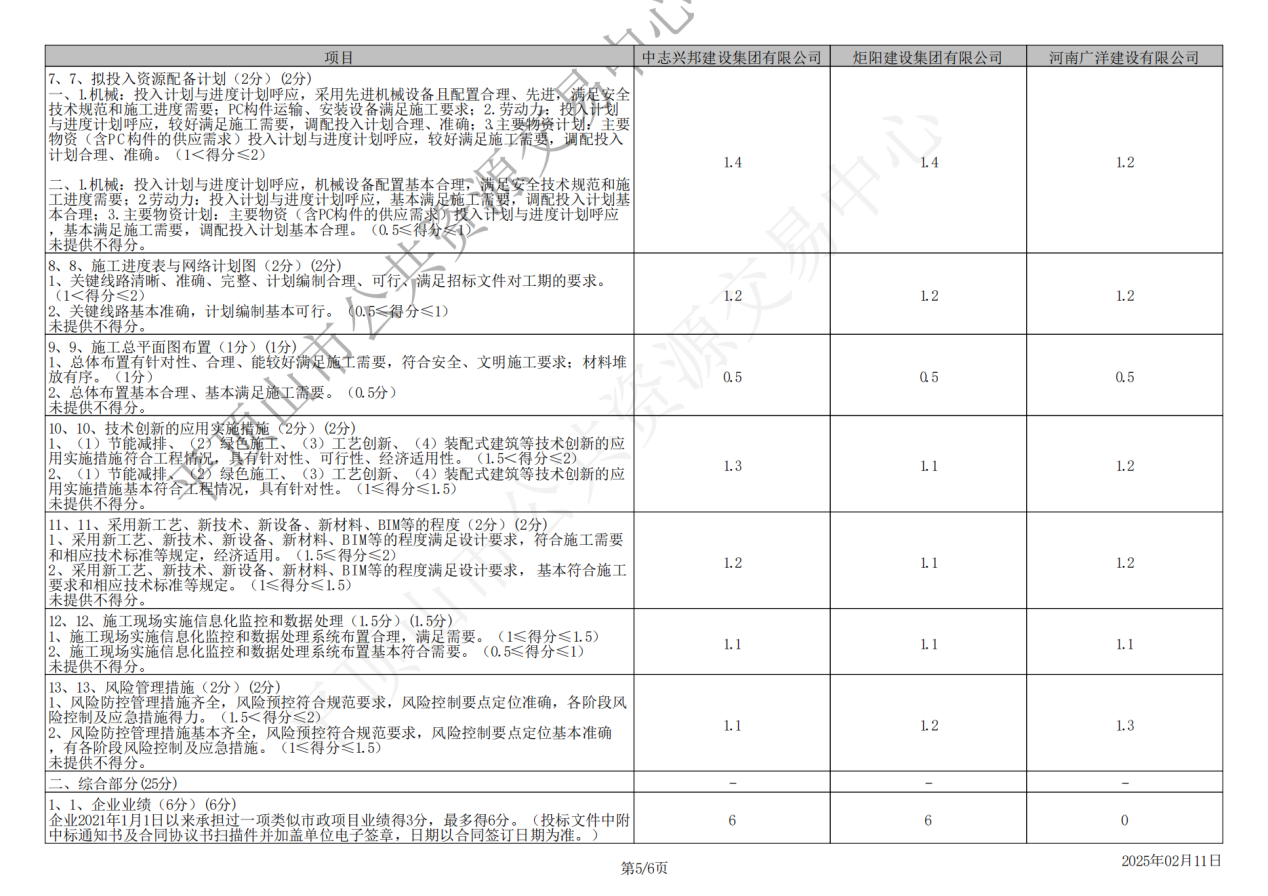 项目 中志兴邦建设集团有限公司 炬阳建设集团有限公司 河南广洋建设有限公司
7、7、拟投入资源配备计划（2分）(2分)
一、1.机械：投入计划与进度计划呼应，采用先进机械设备且配置合理、先进，满足安全
技术规范和施工进度需要；PC构件运输、安装设备满足施工要求；2.劳动力：投入计划
与进度计划呼应，较好满足施工需要，调配投入计划合理、准确；3.主要物资计划：主要
物资（含PC构件的供应需求）投入计划与进度计划呼应，较好满足施工需要，调配投入
计划合理、准确。（1＜得分≤2）
二、1.机械：投入计划与进度计划呼应，机械设备配置基本合理，满足安全技术规范和施
工进度需要；2.劳动力：投入计划与进度计划呼应，基本满足施工需要，调配投入计划基
本合理；3.主要物资计划：主要物资（含PC构件的供应需求）投入计划与进度计划呼应
，基本满足施工需要，调配投入计划基本合理。（0.5≤得分≤1）
未提供不得分。
1.4 1.4 1.2
8、8、施工进度表与网络计划图（2分）(2分)
1、关键线路清晰、准确、完整、计划编制合理、可行、满足招标文件对工期的要求。
（1＜得分≤2）
2、关键线路基本准确，计划编制基本可行。（0.5≤得分≤1）
未提供不得分。
1.2 1.2 1.2
9、9、施工总平面图布置（1分）(1分)
1、总体布置有针对性、合理、能较好满足施工需要，符合安全、文明施工要求；材料堆
放有序。（1分）
2、总体布置基本合理、基本满足施工需要。（0.5分）
未提供不得分。
0.5 0.5 0.5
10、10、技术创新的应用实施措施（2分）(2分)
1、（1）节能减排、（2）绿色施工、（3）工艺创新、（4）装配式建筑等技术创新的应
用实施措施符合工程情况，具有针对性、可行性、经济适用性。（1.5＜得分≤2）
2、（1）节能减排、（2）绿色施工、（3）工艺创新、（4）装配式建筑等技术创新的应
用实施措施基本符合工程情况，具有针对性。（1≤得分≤1.5）
未提供不得分。
1.3 1.1 1.2
11、11、采用新工艺、新技术、新设备、新材料、BIM等的程度（2分）(2分)
1、采用新工艺、新技术、新设备、新材料、BIM等的程度满足设计要求，符合施工需要
和相应技术标准等规定，经济适用。（1.5≤得分≤2）
2、采用新工艺、新技术、新设备、新材料、BIM等的程度满足设计要求， 基本符合施工
要求和相应技术标准等规定。（1≤得分≤1.5）
未提供不得分。
1.2 1.1 1.2
12、12、施工现场实施信息化监控和数据处理（1.5分）(1.5分)
1、施工现场实施信息化监控和数据处理系统布置合理，满足需要。（1≤得分≤1.5）
2、施工现场实施信息化监控和数据处理系统布置基本符合需要。（0.5≤得分≤1）
未提供不得分。
1.1 1.1 1.1
13、13、风险管理措施（2分）(2分)
1、风险防控管理措施齐全，风险预控符合规范要求，风险控制要点定位准确，各阶段风
险控制及应急措施得力。（1.5＜得分≤2）
2、风险防控管理措施基本齐全，风险预控符合规范要求，风险控制要点定位基本准确
，有各阶段风险控制及应急措施。（1≤得分≤1.5）
未提供不得分。
1.1 1.2 1.3
二、综合部分(25分) - - -
1、1、企业业绩（6分）(6分)
企业2021年1月1日以来承担过一项类似市政项目业绩得3分，最多得6分。（投标文件中附
中标通知书及合同协议书扫描件并加盖单位电子签章，日期以合同签订日期为准。）
6 6 0
第5/6页
2025年02月11日
平顶山市公共资源交易中心
平顶山市公共资源交易中心